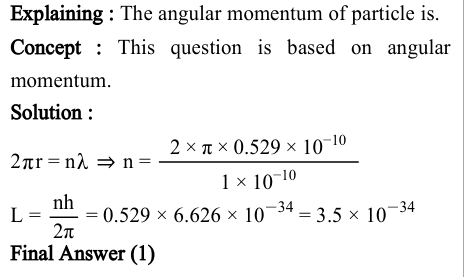 Explaining : The angular momentum of particle is.
Concept : This question is based on angular
momentum.
Solution :
2πr = nλ ⇒ n = \frac{2 × π × 0.529 × 10^{−10}}{1 × 10^{−10}}
L = \frac{nh}{2π} = 0.529 × 6.626 × 10^{−34} = 3.5 × 10^{−34}
Final Answer (1)